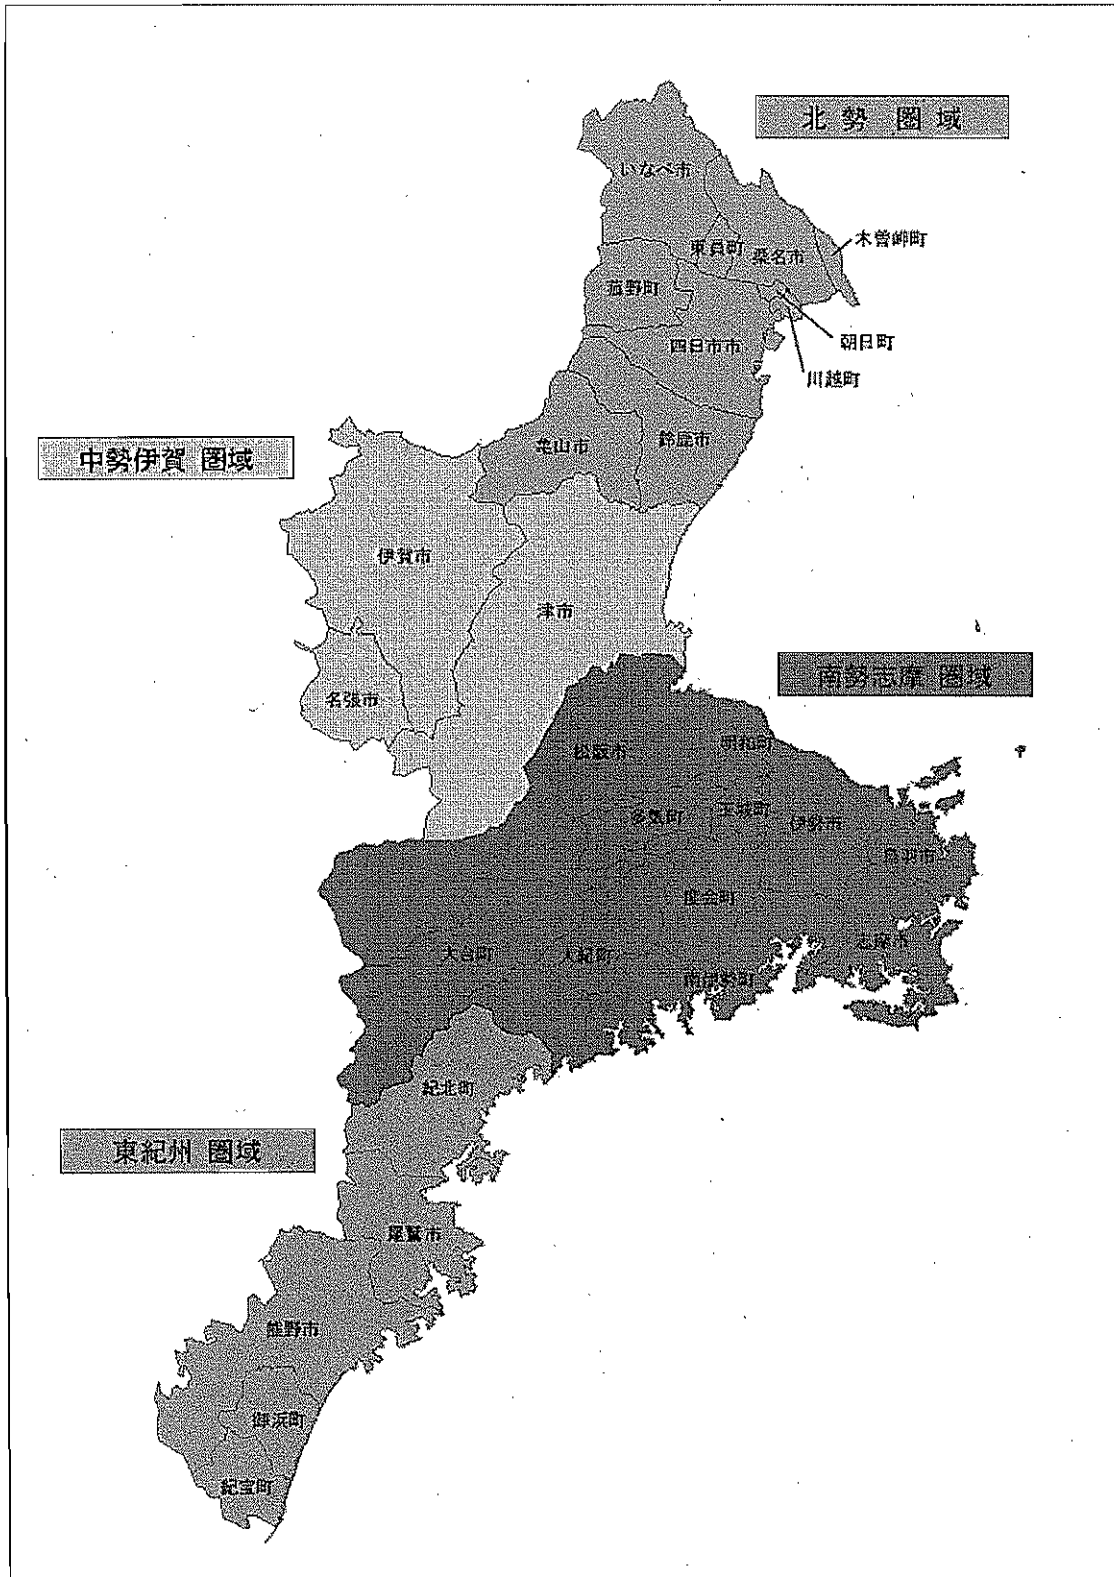 北勢 圏域
いなべ市
木曽岬町
東員町
桑名市
菰野町
朝日町
四日市市
川越町
亀山市
鈴鹿市
中勢伊賀 圏域
伊賀市
津市
南勢志摩 圏域
名張市
松阪市
明和町
多気町
玉城町
伊勢市
鳥羽市
度会町
志摩市
大台町
大紀町
南伊勢町
紀北町
東紀州 圏域
尾鷲市
熊野市
御浜町
紀宝町